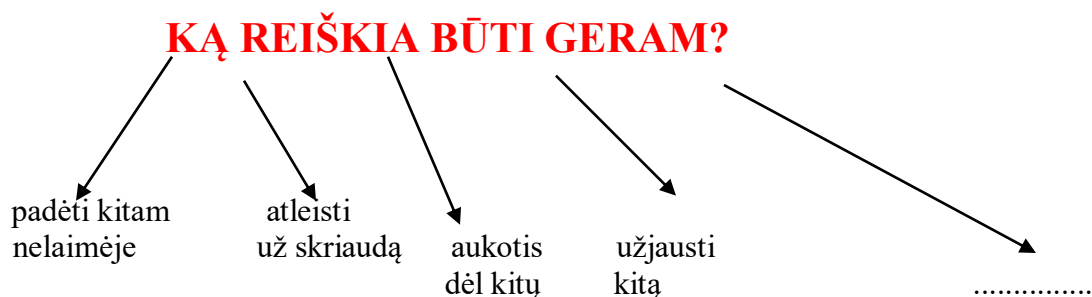 KĄ REIŠKIA BŪTI GERAM?
padėti kitam
nelaimėje
atleisti
už skriaudą
aukotis
dėl kitų
užjausti
kitą
...............